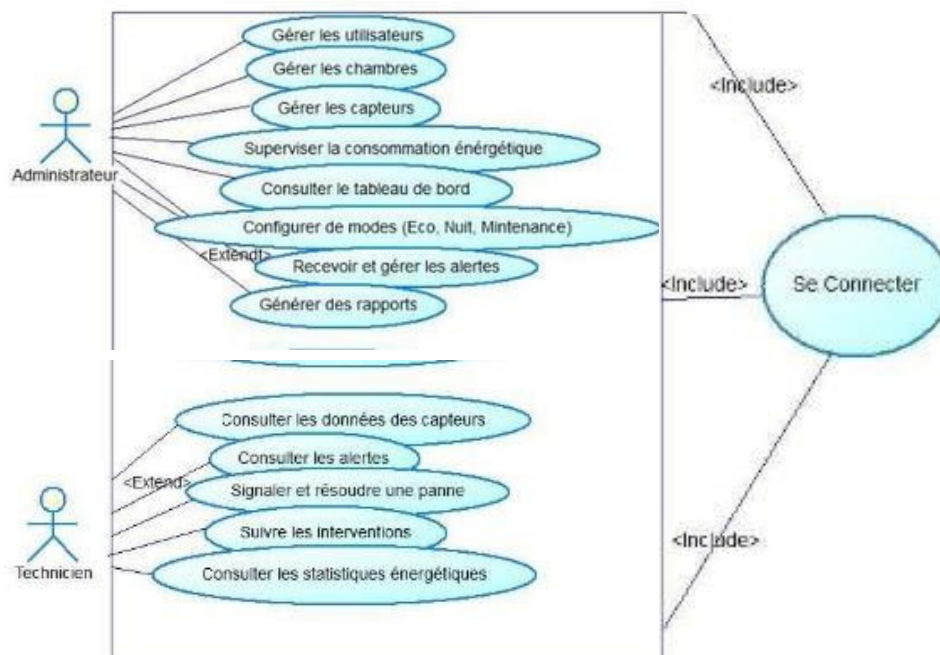 Gérer les utilisateurs
Gérer les chambres
<Include>
Gérer les capteurs
Superviser la consommation énérgétique
Administrateur
Consulter le tableau de bord
Configurer de modes (Eco, Nuit, Mintenance)
<Extendt>
Recevoir et gérer les alertes
<Include>
Se Connecter
Générer des rapports
Consulter les données des capteurs
Consulter les alertes
<Extend>
Signaler et résoudre une panne
Suivre les interventions
<Include>
Technicien
Consulter les statistiques énergétiques